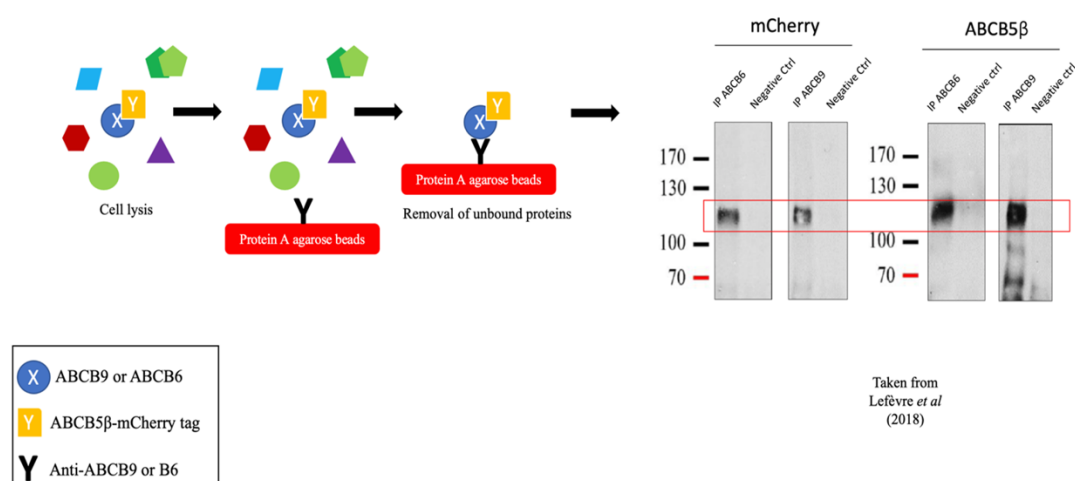 mCherry
ABCB5β
IP ABCB6
Negative Ctrl
IP ABCB9
Negative Ctrl
IP ABCB6
Negative ctrl
IP ABCB9
Negative ctrl
X
Y
X
Y
X
Y
Protein A agarose beads
Cell lysis
Removal of unbound proteins
Protein A agarose beads
170
130
100
70
170
130
100
70
X ABCB9 or ABCB6
Y ABCB5β-mCherry tag
Y Anti-ABCB9 or B6
Taken from
Lefèvre et al
(2018)